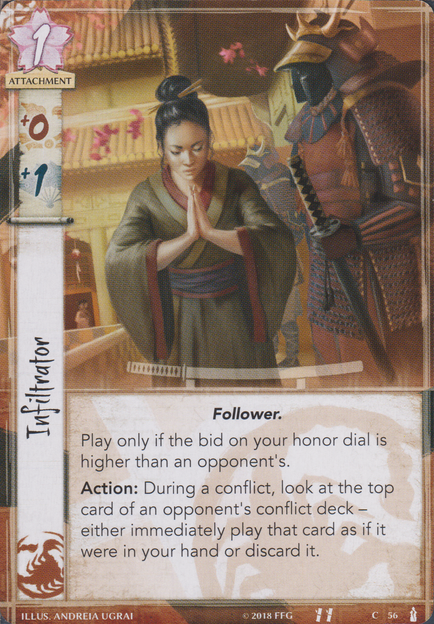 1
ATTACHMENT
+0
+1
Infiltrator
Follower.
Play only if the bid on your honor dial is
higher than an opponent's.
Action: During a conflict, look at the top
card of an opponent's conflict deck –
either immediately play that card as if it
were in your hand or discard it.
ILLUS. ANDREIA UGRAI © 2018 FFG C 56